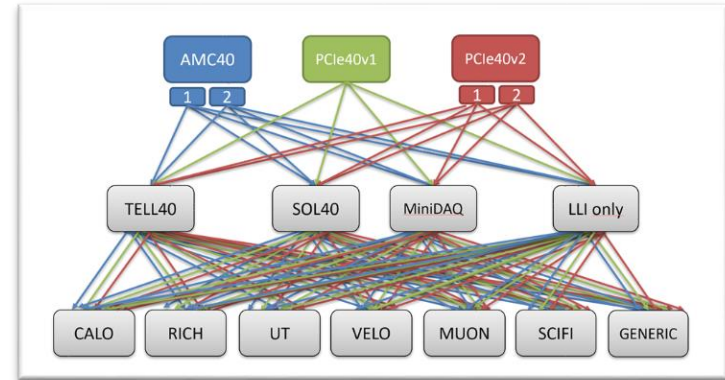 AMC40
PCIe40v1
PCIe40v2
1 2
1 2
TELL40
SOL40
MiniDAQ
LLI only
CALO
RICH
UT
VELO
MUON
SCIFI
GENERIC